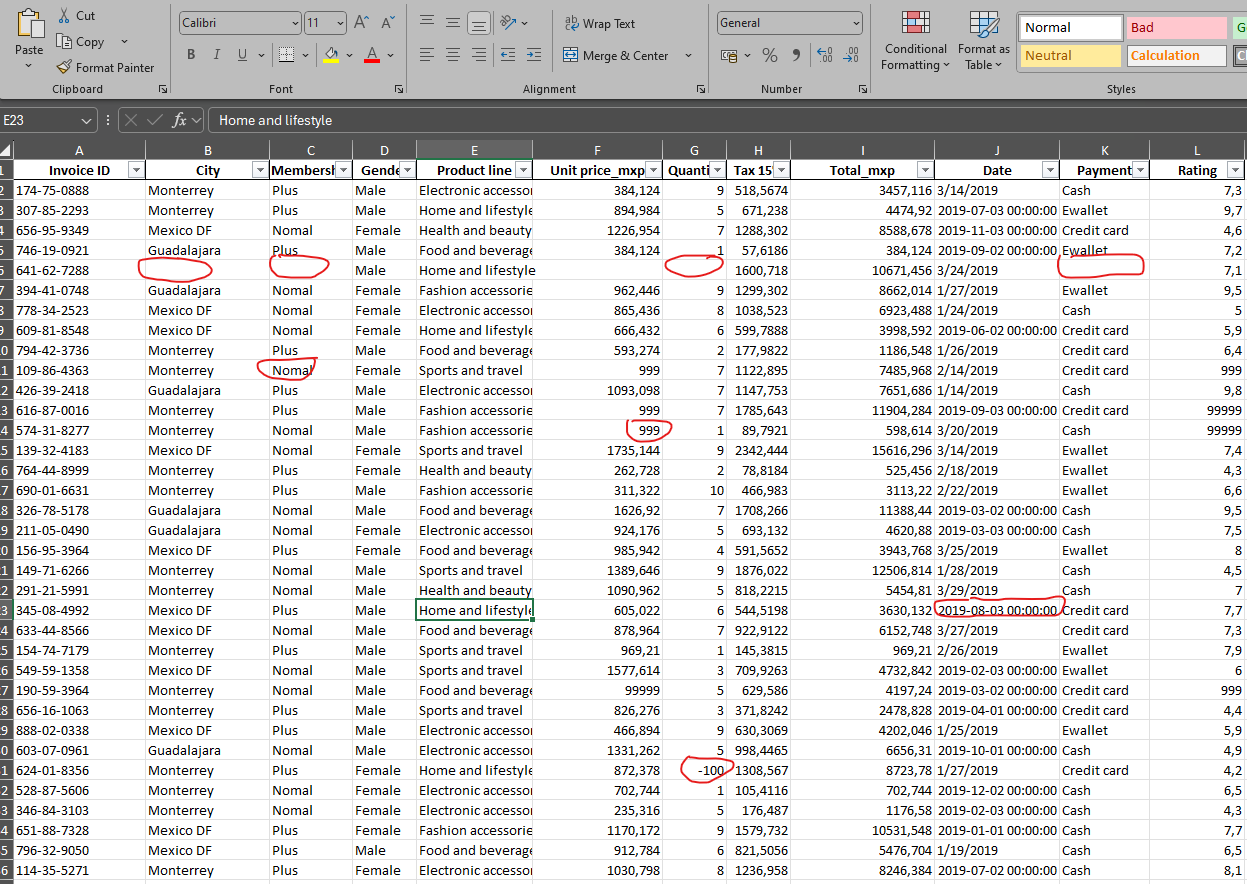 Cut
Copy
Format Painter
Paste
Clipboard
Calibri 11
B I U
Font
Wrap Text
Merge & Center
Alignment
General
Number
Conditional Formatting
Format as Table
Normal Bad
Neutral Calculation
Styles
E23 fx Home and lifestyle
A B C D E F G H I J K L
1 Invoice ID City Membersh Gende Product line Unit price_mxp Quanti Tax 15 Total_mxp Date Payment Rating
2 174-75-0888 Monterrey Plus Male Electronic accessor 384,124 9 518,5674 3457,116 3/14/2019 Cash 7,3
3 307-85-2293 Monterrey Plus Male Home and lifestyle 894,984 5 671,238 4474,92 2019-07-03 00:00:00 Ewallet 9,7
4 656-95-9349 Mexico DF Nomal Female Health and beauty 1226,954 7 1288,302 8588,678 2019-11-03 00:00:00 Credit card 4,6
5 746-19-0921 Guadalajara Plus Male Food and beverage 384,124 1 57,6186 384,124 2019-09-02 00:00:00 Ewallet 7,2
6 641-62-7288 Male Home and lifestyle 1600,718 10671,456 3/24/2019 7,1
7 394-41-0748 Guadalajara Nomal Female Fashion accessorie 962,446 9 1299,302 8662,014 1/27/2019 Ewallet 9,5
8 778-34-2523 Mexico DF Nomal Female Electronic accessor 865,436 8 1038,523 6923,488 1/24/2019 Cash 5
9 609-81-8548 Mexico DF Nomal Female Home and lifestyle 666,432 6 599,7888 3998,592 2019-06-02 00:00:00 Credit card 5,9
10 794-42-3736 Monterrey Plus Male Food and beverage 593,274 2 177,9822 1186,548 1/26/2019 Credit card 6,4
11 109-86-4363 Monterrey Nomal Female Sports and travel 999 7 1122,895 7485,968 2/14/2019 Credit card 999
12 426-39-2418 Guadalajara Plus Male Electronic accessor 1093,098 7 1147,753 7651,686 1/14/2019 Cash 9,8
13 616-87-0016 Monterrey Plus Male Fashion accessorie 999 7 1785,643 11904,284 2019-09-03 00:00:00 Credit card 99999
14 574-31-8277 Monterrey Nomal Male Fashion accessorie 999 1 89,7921 598,614 3/20/2019 Cash 99999
15 139-32-4183 Mexico DF Nomal Female Sports and travel 1735,144 9 2342,444 15616,296 3/14/2019 Ewallet 7,4
16 764-44-8999 Monterrey Plus Female Health and beauty 262,728 2 78,8184 525,456 2/18/2019 Ewallet 4,3
17 690-01-6631 Monterrey Plus Male Fashion accessorie 311,322 10 466,983 3113,22 2/22/2019 Ewallet 6,6
18 326-78-5178 Guadalajara Nomal Male Food and beverage 1626,92 7 1708,266 11388,44 2019-03-02 00:00:00 Cash 9,5
19 211-05-0490 Guadalajara Nomal Female Electronic accessor 924,176 5 693,132 4620,88 2019-03-03 00:00:00 Cash 7,5
20 156-95-3964 Mexico DF Plus Female Food and beverage 985,942 4 591,5652 3943,768 3/25/2019 Ewallet 8
21 149-71-6266 Monterrey Nomal Male Sports and travel 1389,646 9 1876,022 12506,814 1/28/2019 Cash 4,5
22 291-21-5991 Monterrey Nomal Male Health and beauty 1090,962 5 818,2215 5454,81 3/29/2019 Cash 7
23 345-08-4992 Mexico DF Plus Male Home and lifestyle 605,022 6 544,5198 3630,132 2019-08-03 00:00:00 Credit card 7,7
24 633-44-8566 Mexico DF Nomal Male Food and beverage 878,964 7 922,9122 6152,748 3/27/2019 Credit card 7,3
25 154-74-7179 Monterrey Plus Male Sports and travel 969,21 1 145,3815 969,21 2/26/2019 Ewallet 7,9
26 549-59-1358 Mexico DF Nomal Male Sports and travel 1577,614 3 709,9263 4732,842 2019-02-03 00:00:00 Ewallet 6
27 190-59-3964 Monterrey Nomal Male Food and beverage 99999 5 629,586 4197,24 2019-03-02 00:00:00 Credit card 999
28 656-16-1063 Monterrey Plus Male Sports and travel 826,276 3 371,8242 2478,828 2019-04-01 00:00:00 Credit card 4,4
29 888-02-0338 Mexico DF Plus Male Electronic accessor 466,894 9 630,3069 4202,046 1/25/2019 Ewallet 5,9
30 603-07-0961 Guadalajara Nomal Male Electronic accessor 1331,262 5 998,4465 6656,31 2019-10-01 00:00:00 Cash 4,9
31 624-01-8356 Monterrey Plus Female Home and lifestyle 872,378 -100 1308,567 8723,78 1/27/2019 Credit card 4,2
32 528-87-5606 Monterrey Nomal Female Electronic accessor 702,744 1 105,4116 702,744 2019-12-02 00:00:00 Cash 6,5
33 346-84-3103 Mexico DF Nomal Female Electronic accessor 235,316 5 176,487 1176,58 2019-02-03 00:00:00 Cash 4,3
34 651-88-7328 Mexico DF Plus Female Fashion accessorie 1170,172 9 1579,732 10531,548 2019-01-01 00:00:00 Cash 7,7
35 796-32-9050 Mexico DF Plus Male Food and beverage 912,784 6 821,5056 5476,704 1/19/2019 Cash 6,5
36 114-35-5271 Monterrey Nomal Female Electronic accessor 1030,798 8 1236,958 8246,384 2019-07-02 00:00:00 Cash 8,1